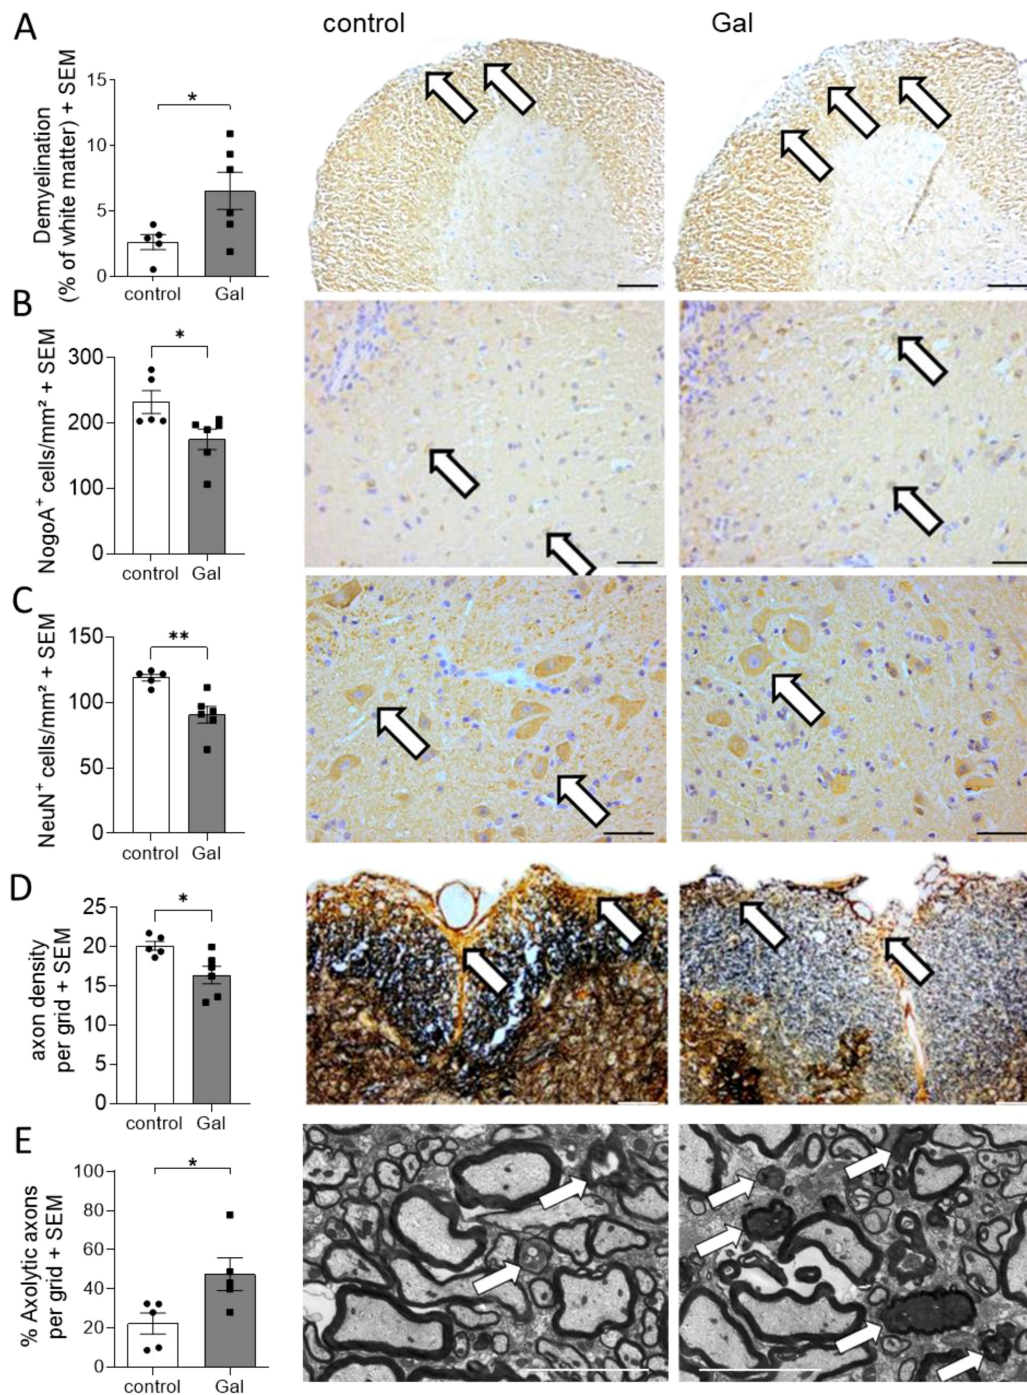 A
control
Gal
Demyelination
(% of white matter) + SEM
15
10
5
0
*
control
Gal
B
NogoA⁺ cells/mm² + SEM
300
200
100
0
*
control
Gal
C
NeuN⁺ cells/mm² + SEM
150
100
50
0
**
control
Gal
D
axon density
per grid + SEM
25
20
15
10
5
0
*
control
Gal
E
% Axolytic axons
per grid + SEM
100
80
60
40
20
0
*
control
Gal